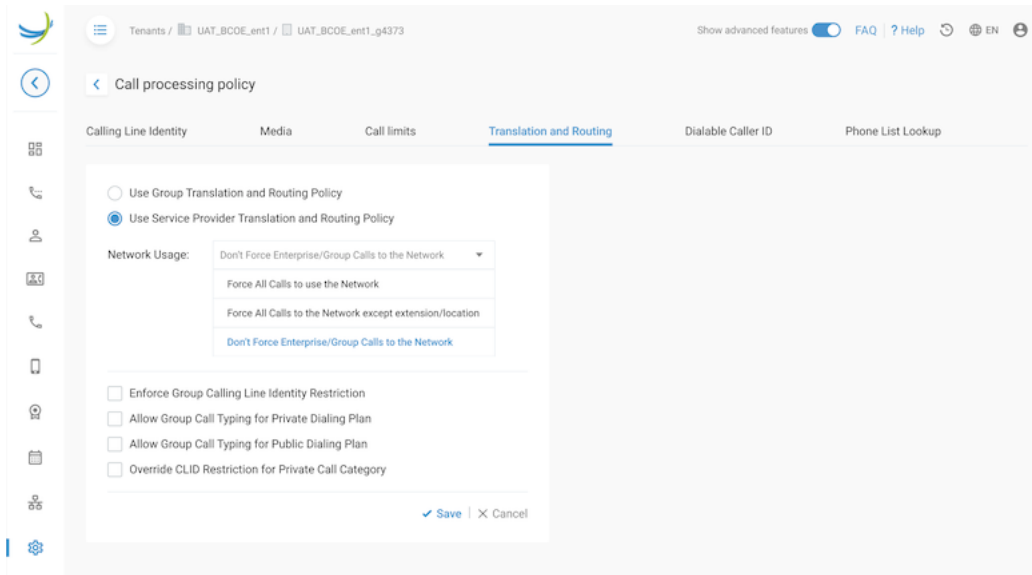 Tenants / UAT_BCOE_ent1 / UAT_BCOE_ent1_g4373
Show advanced features FAQ ? Help EN
Call processing policy
Calling Line Identity Media Call limits Translation and Routing Dialable Caller ID Phone List Lookup
Use Group Translation and Routing Policy
Use Service Provider Translation and Routing Policy
Network Usage: Don't Force Enterprise/Group Calls to the Network
Force All Calls to use the Network
Force All Calls to the Network except extension/location
Don't Force Enterprise/Group Calls to the Network
Enforce Group Calling Line Identity Restriction
Allow Group Call Typing for Private Dialing Plan
Allow Group Call Typing for Public Dialing Plan
Override CLID Restriction for Private Call Category
Save Cancel